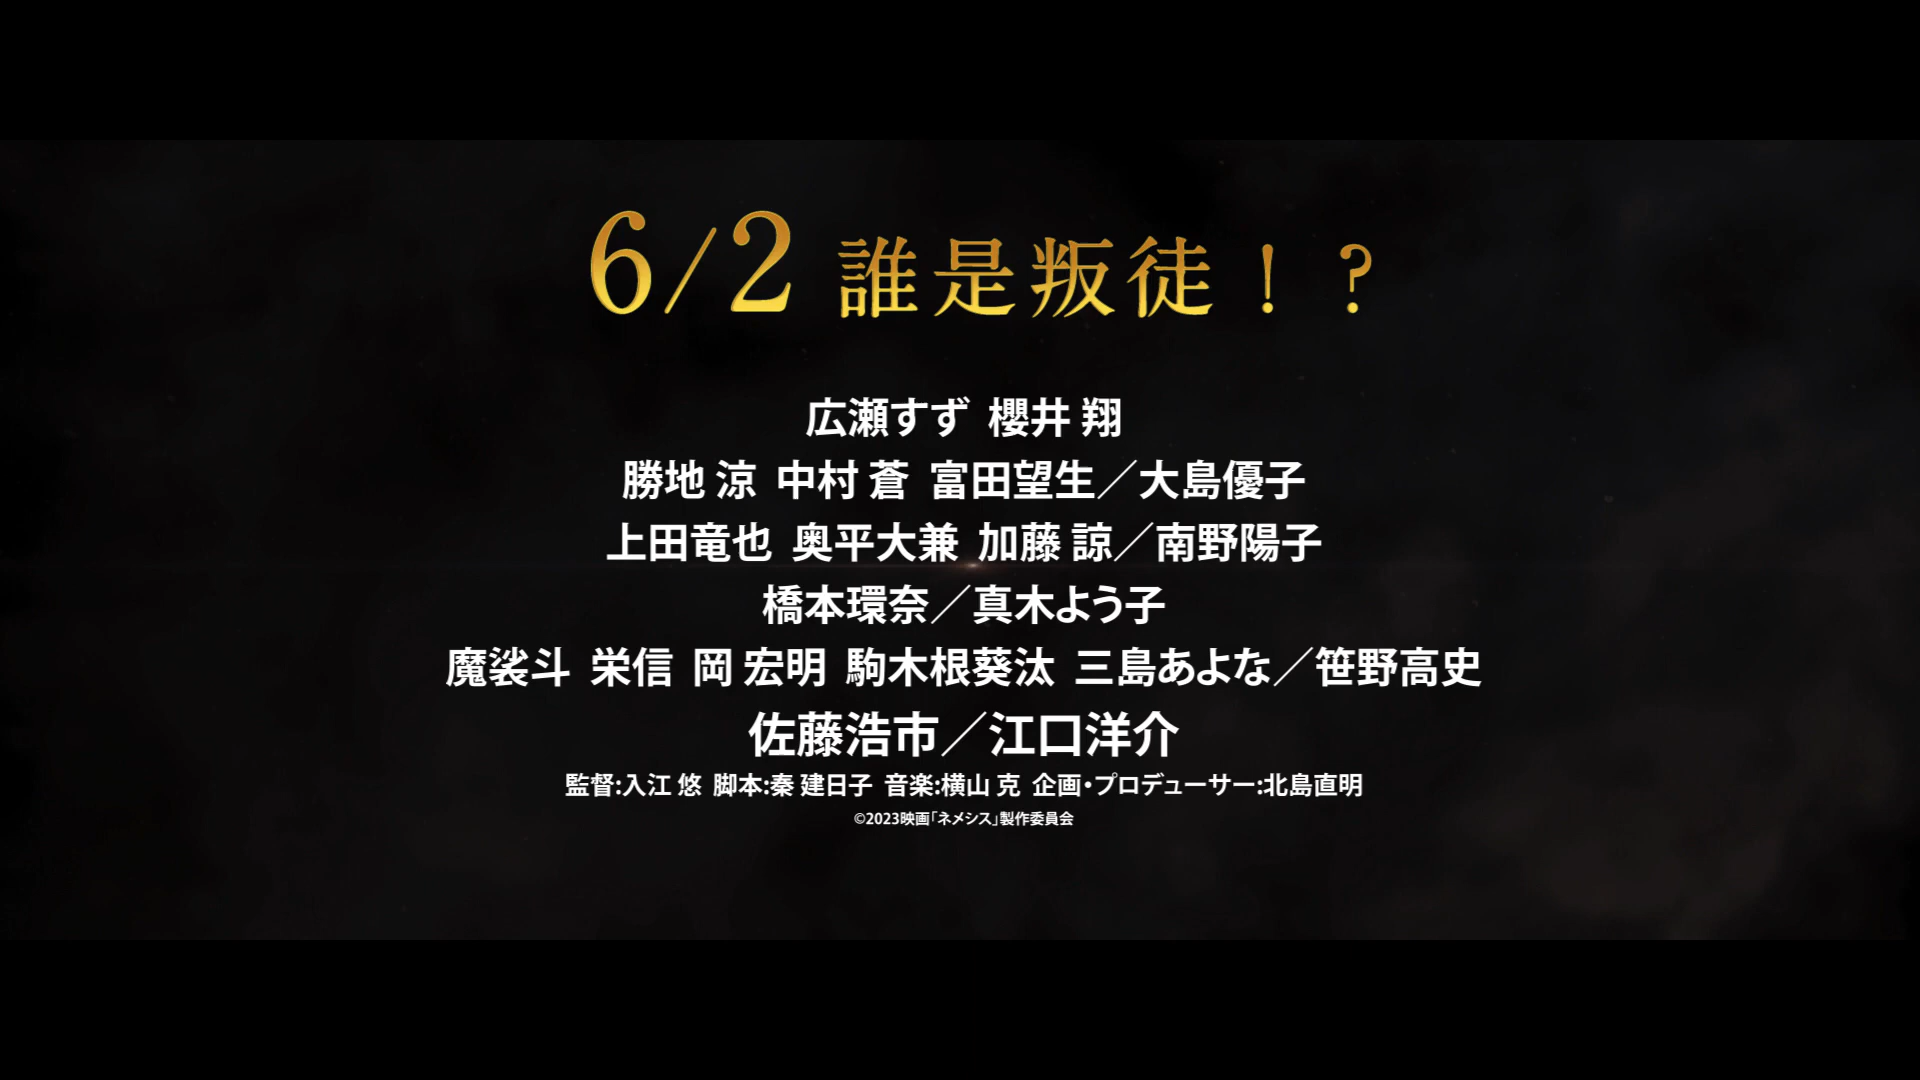 6/2 誰是叛徒！？
広瀬すず 櫻井 翔
勝地 涼 中村 蒼 富田望生／大島優子
上田竜也 奥平大兼 加藤 諒／南野陽子
橋本環奈／真木よう子
魔裟斗 栄信 岡 宏明 駒木根葵汰 三島あよな／笹野高史
佐藤浩市／江口洋介
監督:入江 悠 脚本:秦 建日子 音楽:横山 克 企画・プロデューサー:北島直明
©2023映画「ネメシス」製作委員会